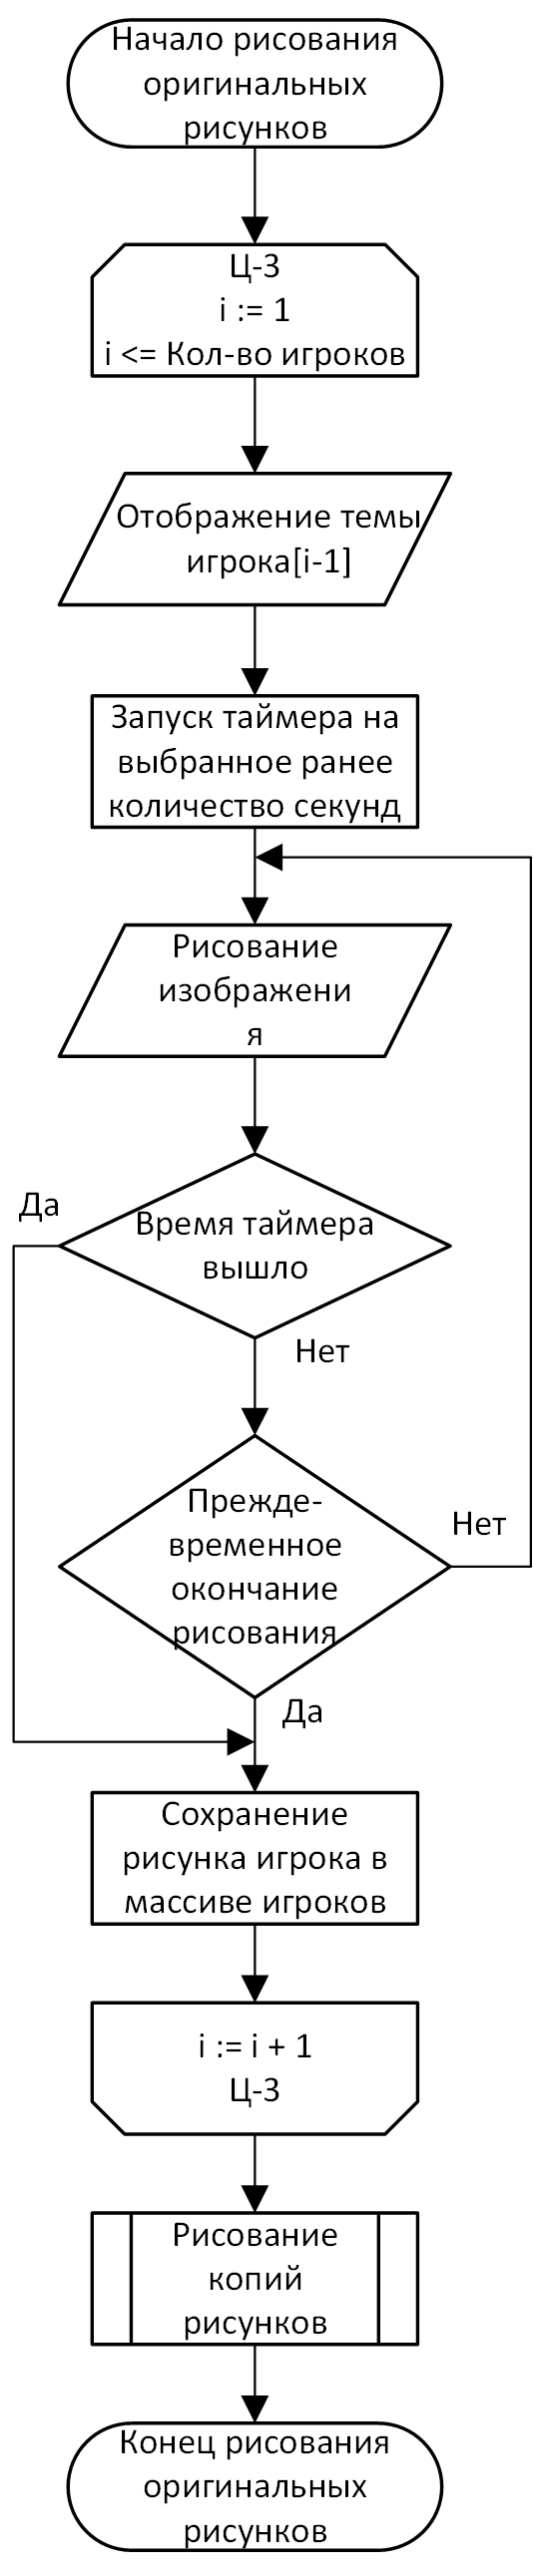 Начало рисования
оригинальных
рисунков
Ц-3
i := 1
i <= Кол-во игроков
Отображение темы
игрока[i-1]
Запуск таймера на
выбранное ранее
количество секунд
Рисование
изображени
я
Да
Время таймера
вышло
Нет
Прежде-
временное
окончание
рисования
Нет
Да
Сохранение
рисунка игрока в
массиве игроков
i := i + 1
Ц-3
Рисование
копий
рисунков
Конец рисования
оригинальных
рисунков